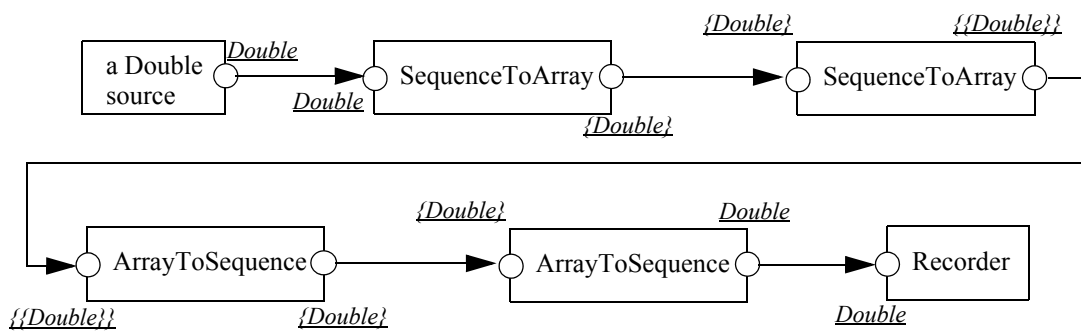 {Double}
{{Double}}
Double
a Double
source
SequenceToArray
SequenceToArray
Double
{Double}
{Double}
Double
ArrayToSequence
ArrayToSequence
Recorder
{{Double}}
{Double}
Double